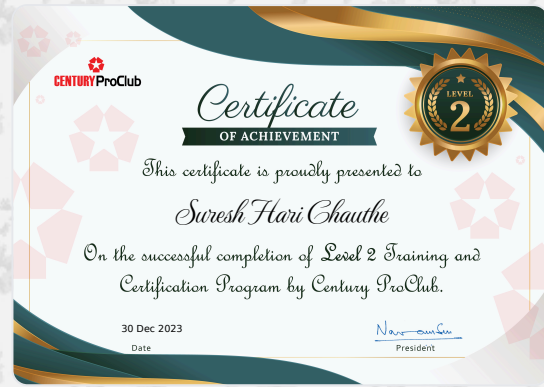 CENTURY ProClub
Certificate
OF ACHIEVEMENT
LEVEL
2
This certificate is proudly presented to
Suresh Hari Ghauthe
On the successful completion of Level 2 Training and
Certification Program by Century ProClub.
30 Dec 2023
Date
President